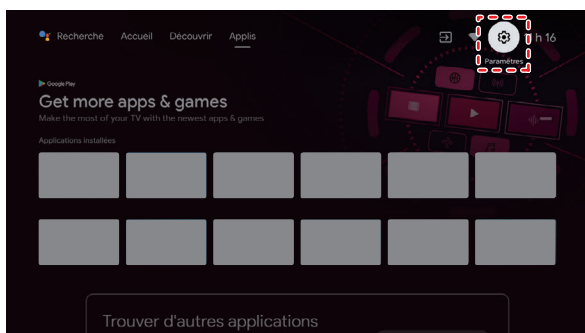 Recherche Accueil Découvrir Applis h 16
Paramètres
Google Play
Get more apps & games
Make the most of your TV with the newest apps & games
Applications installées
Trouver d'autres applications